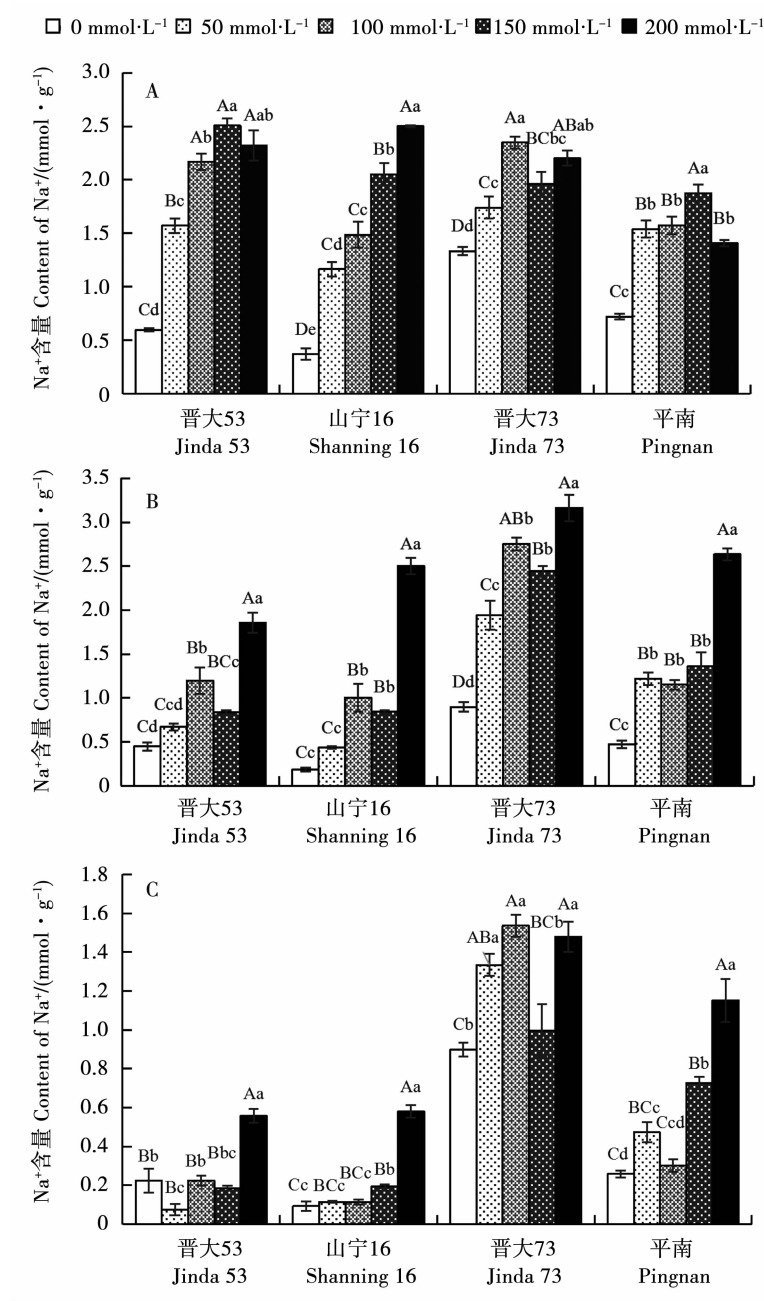 0 mmol·L⁻¹ 50 mmol·L⁻¹ 100 mmol·L⁻¹ 150 mmol·L⁻¹ 200 mmol·L⁻¹
A
Na⁺含量 Content of Na⁺/(mmol·g⁻¹)
3.0
2.5
2.0
1.5
1.0
0.5
0
Cd Bc Ab Aa Aab
De Cd Cc Bb Aa
Dd Cc Aa BCbc ABab
Cc Bb Bb Aa Bb
晋大53 山宁16 晋大73 平南
Jinda 53 Shanning 16 Jinda 73 Pingnan
B
Na⁺含量 Content of Na⁺/(mmol·g⁻¹)
3.5
3.0
2.5
2.0
1.5
1.0
0.5
0
Cd Ccd Bb BCc Aa
Cc Cc Bb Bb Aa
Dd Cc ABb Bb Aa
Cc Bb Bb Bb Aa
晋大53 山宁16 晋大73 平南
Jinda 53 Shanning 16 Jinda 73 Pingnan
C
Na⁺含量 Content of Na⁺/(mmol·g⁻¹)
1.8
1.6
1.4
1.2
1.0
0.8
0.6
0.4
0.2
0
Bb Bc Bb Bbc Aa
Cc BCc BCc Bb Aa
Cb ABa Aa BCb Aa
Cd BCc Ccd Bb Aa
晋大53 山宁16 晋大73 平南
Jinda 53 Shanning 16 Jinda 73 Pingnan